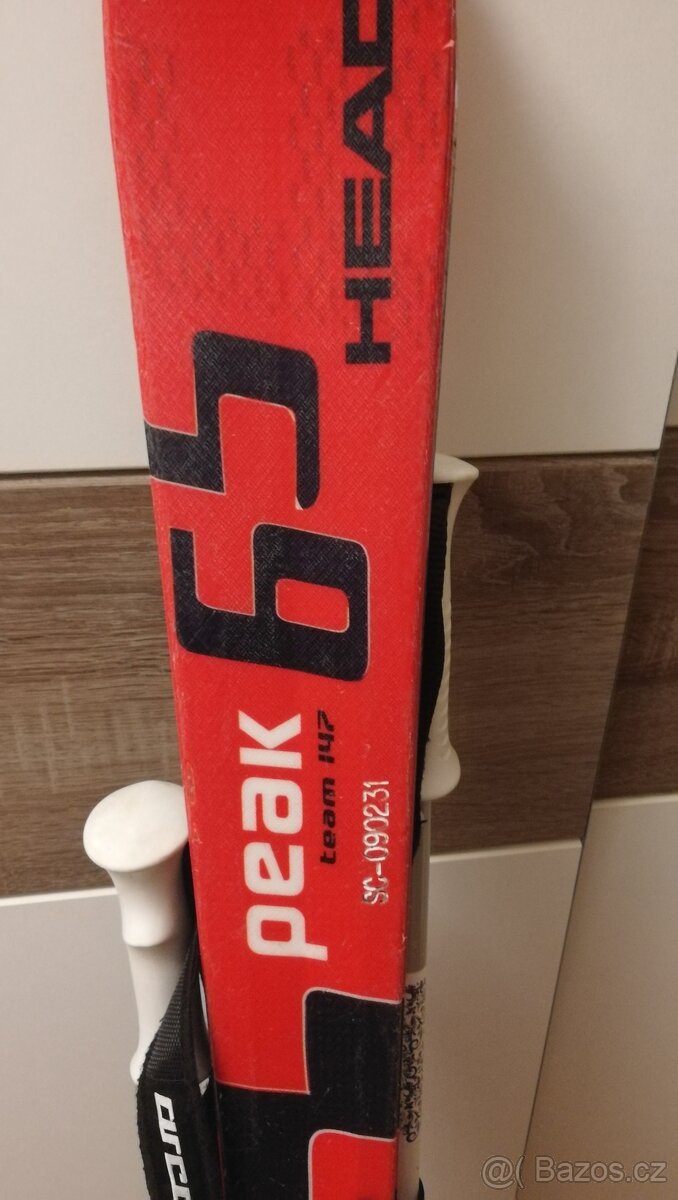 HEAD
65
peak
team 147
SC-090231
@ Bazos.cz